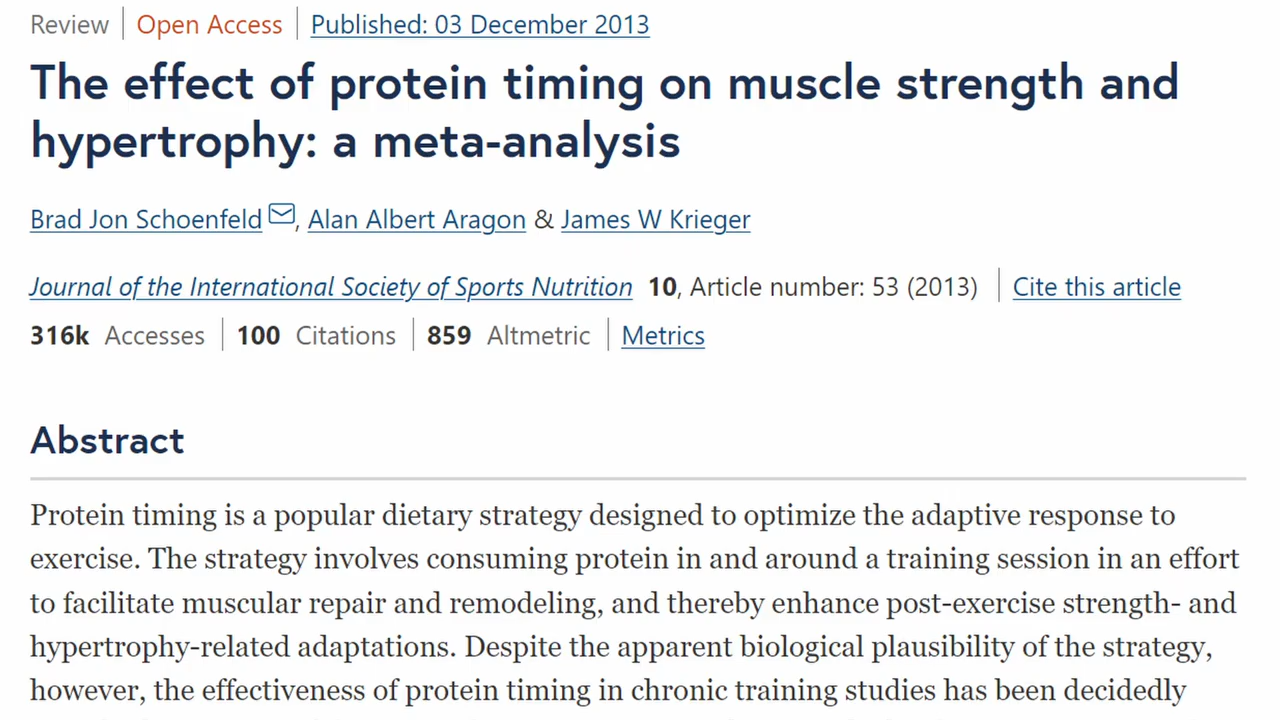 Review | Open Access | Published: 03 December 2013
The effect of protein timing on muscle strength and
hypertrophy: a meta-analysis
Brad Jon Schoenfeld, Alan Albert Aragon & James W Krieger
Journal of the International Society of Sports Nutrition 10, Article number: 53 (2013) | Cite this article
316k Accesses | 100 Citations | 859 Altmetric | Metrics
Abstract
Protein timing is a popular dietary strategy designed to optimize the adaptive response to
exercise. The strategy involves consuming protein in and around a training session in an effort
to facilitate muscular repair and remodeling, and thereby enhance post-exercise strength- and
hypertrophy-related adaptations. Despite the apparent biological plausibility of the strategy,
however, the effectiveness of protein timing in chronic training studies has been decidedly